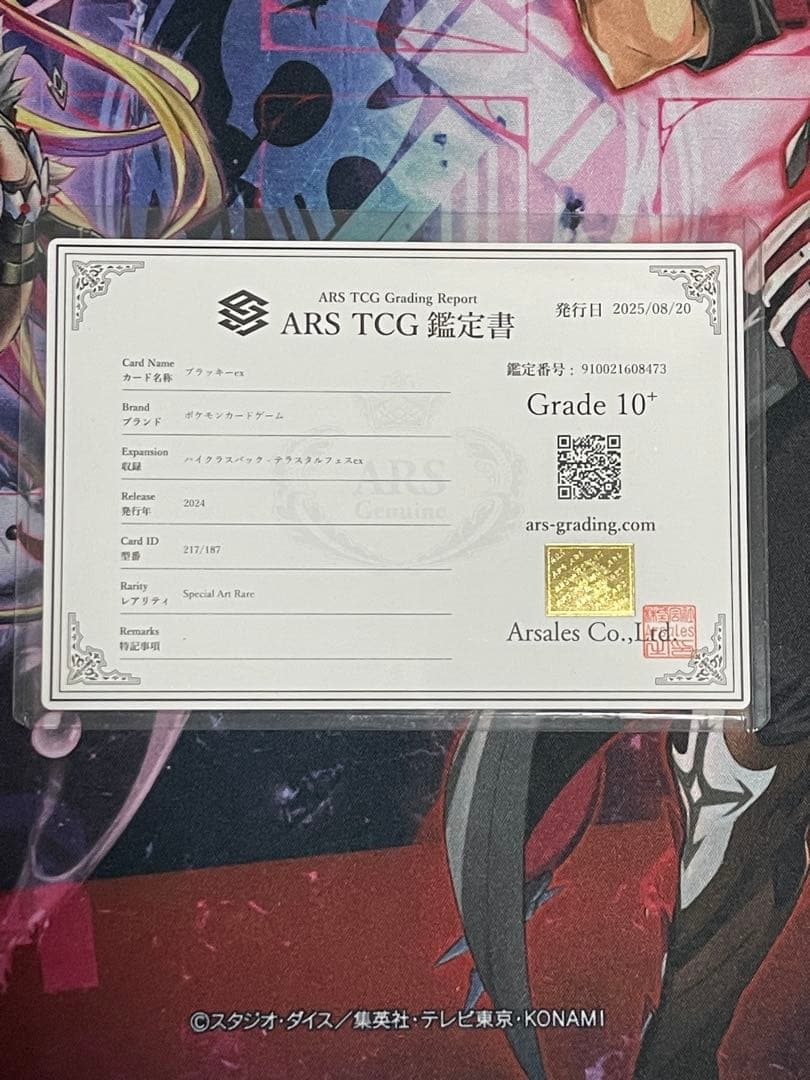 ARS TCG Grading Report
ARS TCG 鑑定書
発行日 2025/08/20
Card Name
カード名称 ブラッキーex
Brand
ブランド ポケモンカードゲーム
Expansion
収録 ハイクラスパック - テラスタルフェスex
Release
発行年 2024
Card ID
型番 217/187
Rarity
レアリティ Special Art Rare
Remarks
特記事項
ARS
Genuine
鑑定番号 : 910021608473
Grade 10+
ars-grading.com
Arsales Co.,Ltd.
©スタジオ・ダイス／集英社・テレビ東京・KONAMI